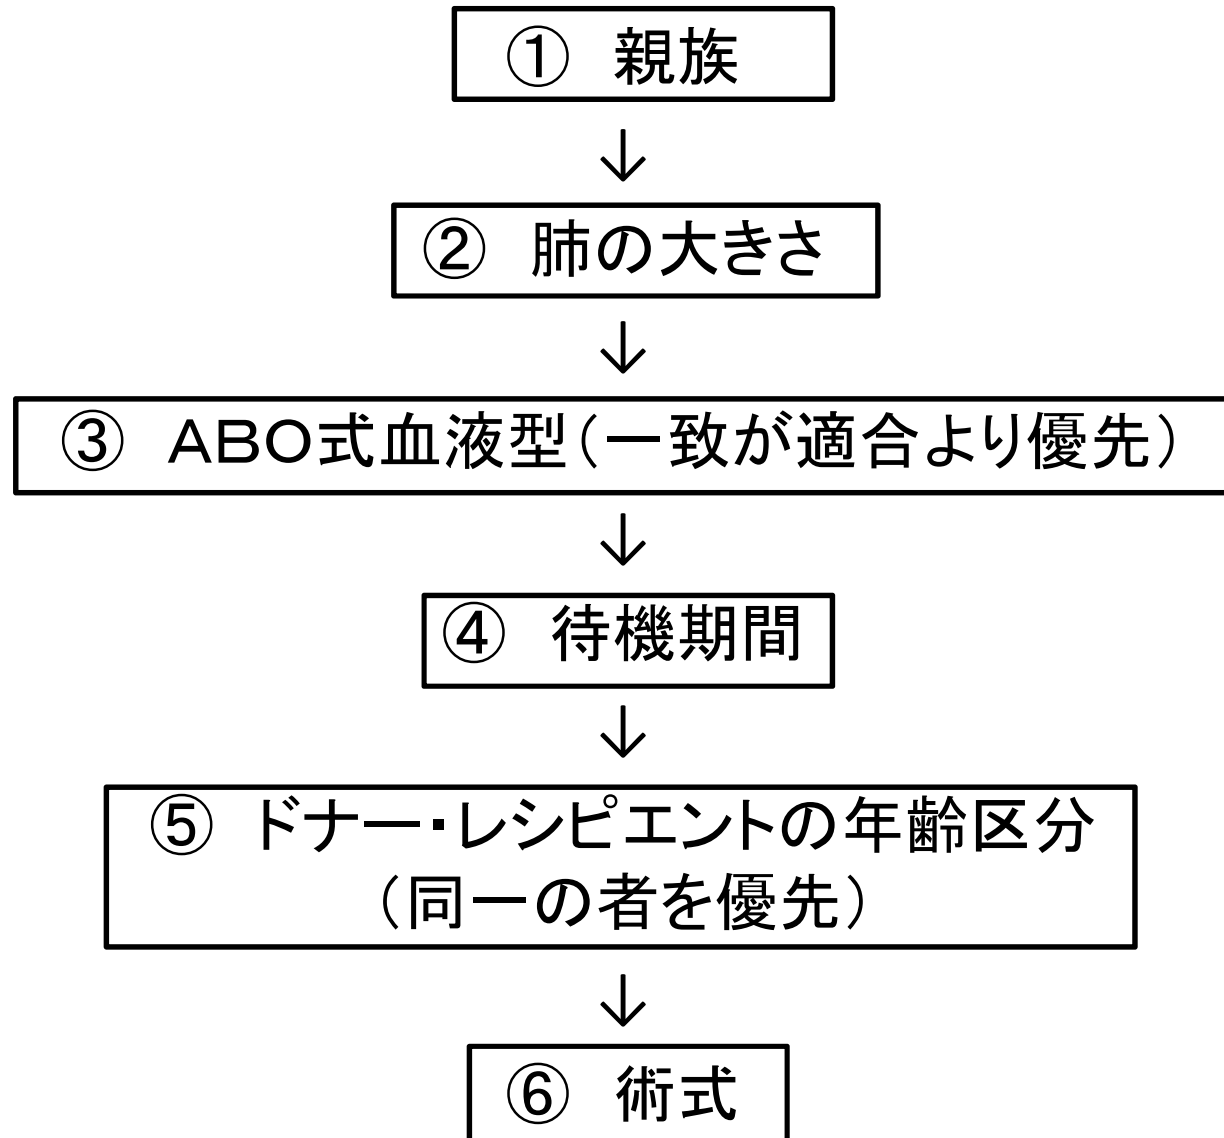 ① 親族
↓
② 肺の大きさ
↓
③ ABO式血液型(一致が適合より優先)
↓
④ 待機期間
↓
⑤ ドナー・レシピエントの年齢区分
(同一の者を優先)
↓
⑥ 術式